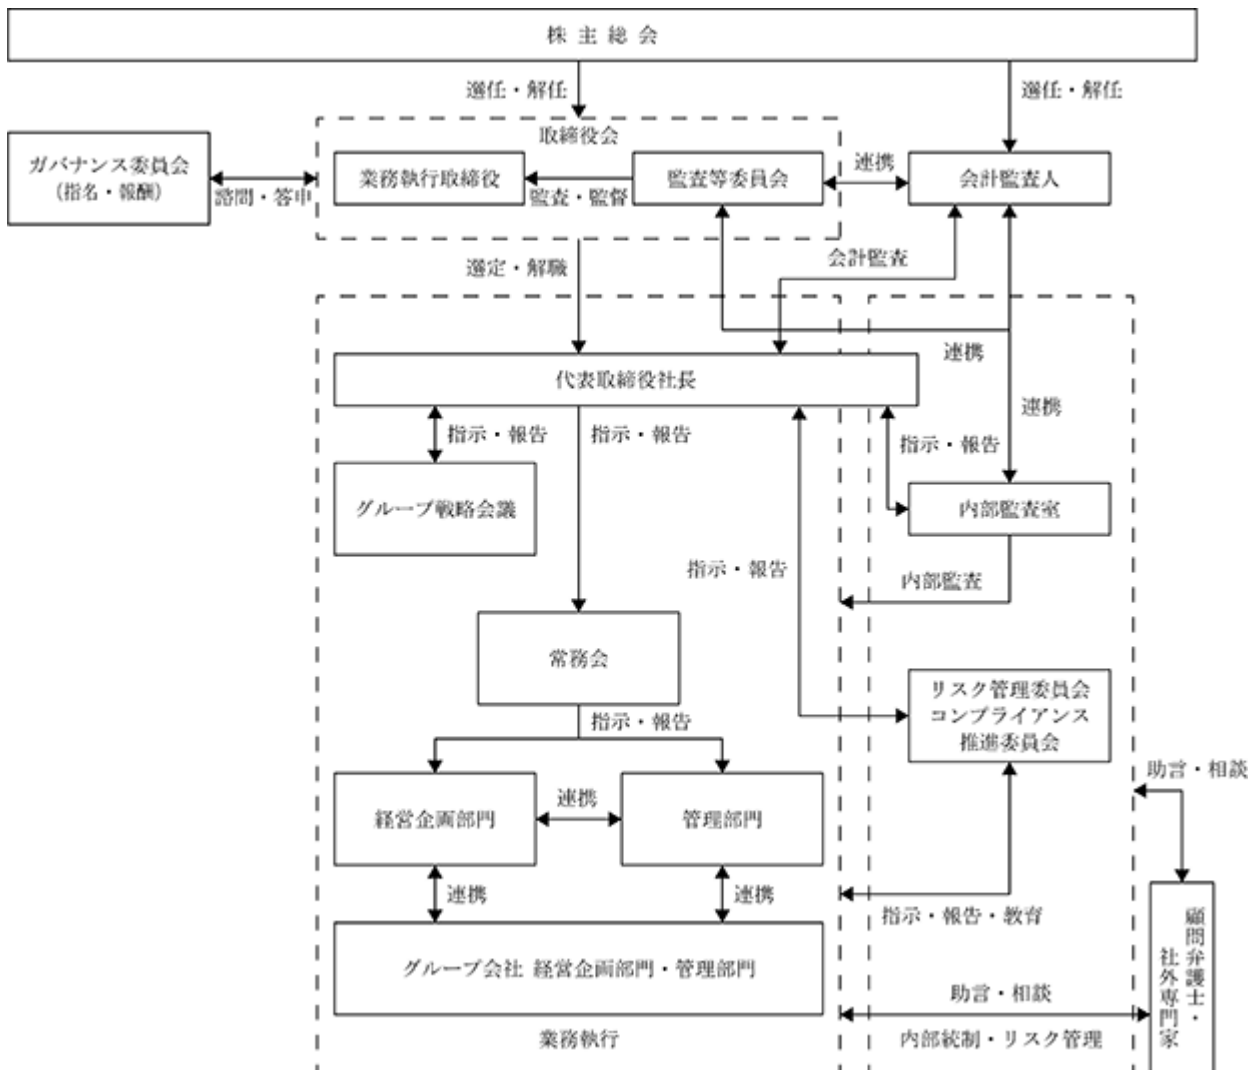 株主総会
選任・解任
選任・解任
取締役会
ガバナンス委員会
(指名・報酬)
諮問・答申
業務執行取締役
監査・監督
監査等委員会
連携
会計監査人
選定・解職
会計監査
連携
連携
代表取締役社長
指示・報告
指示・報告
指示・報告
グループ戦略会議
内部監査室
指示・報告
内部監査
常務会
指示・報告
リスク管理委員会
コンプライアンス
推進委員会
経営企画部門
連携
管理部門
助言・相談
連携
連携
指示・報告・教育
グループ会社 経営企画部門・管理部門
顧問弁護士・
社外専門家
助言・相談
業務執行
内部統制・リスク管理